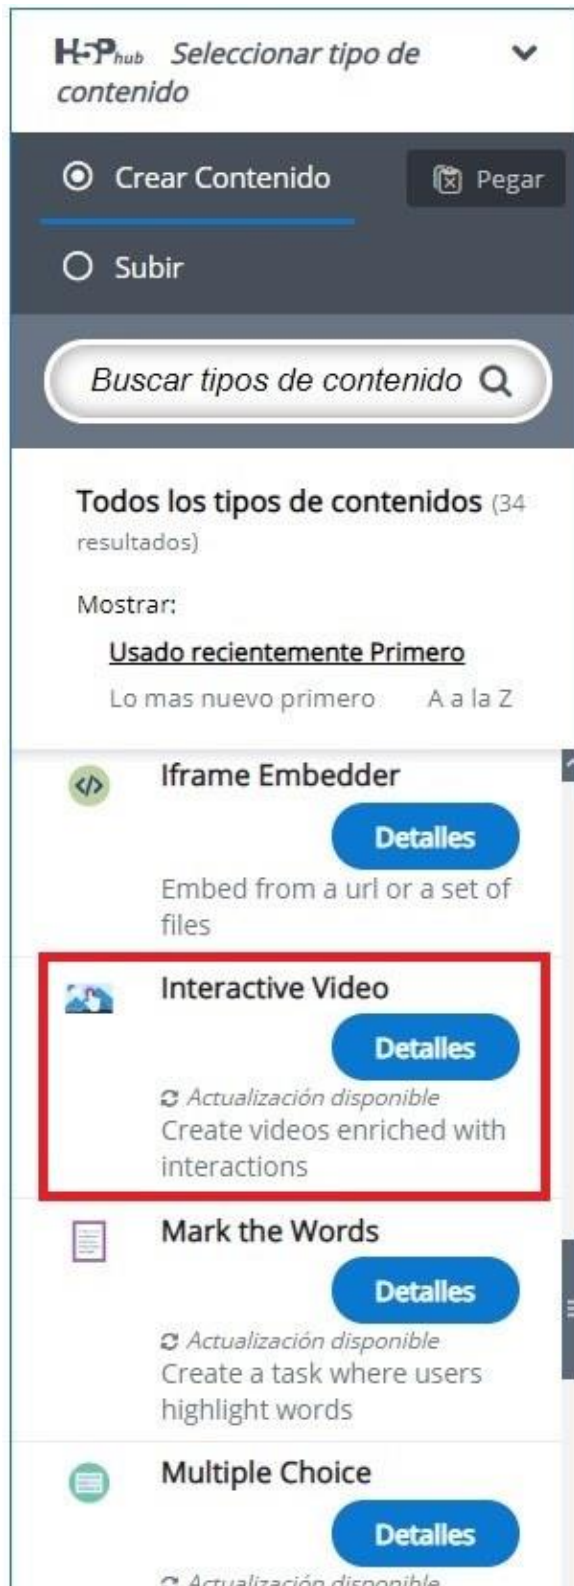 H5Phub Seleccionar tipo de
contenido
Crear Contenido
Pegar
Subir
Buscar tipos de contenido
Todos los tipos de contenidos (34
resultados)
Mostrar:
Usado recientemente Primero
Lo mas nuevo primero A a la Z
Iframe Embedder
Detalles
Embed from a url or a set of
files
Interactive Video
Detalles
Actualización disponible
Create videos enriched with
interactions
Mark the Words
Detalles
Actualización disponible
Create a task where users
highlight words
Multiple Choice
Detalles
Actualización disponible